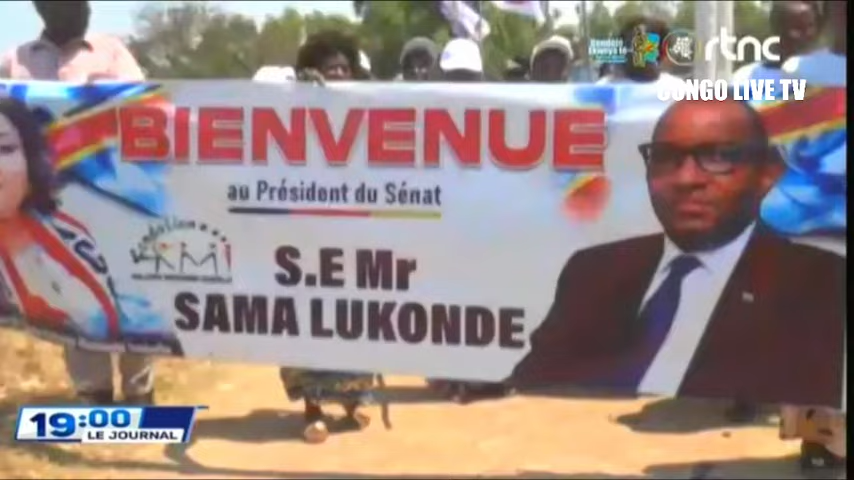 rtnc
CONGO LIVE TV
BIENVENUE
au Président du Sénat
S.E Mr
SAMA LUKONDE
19:00
LE JOURNAL